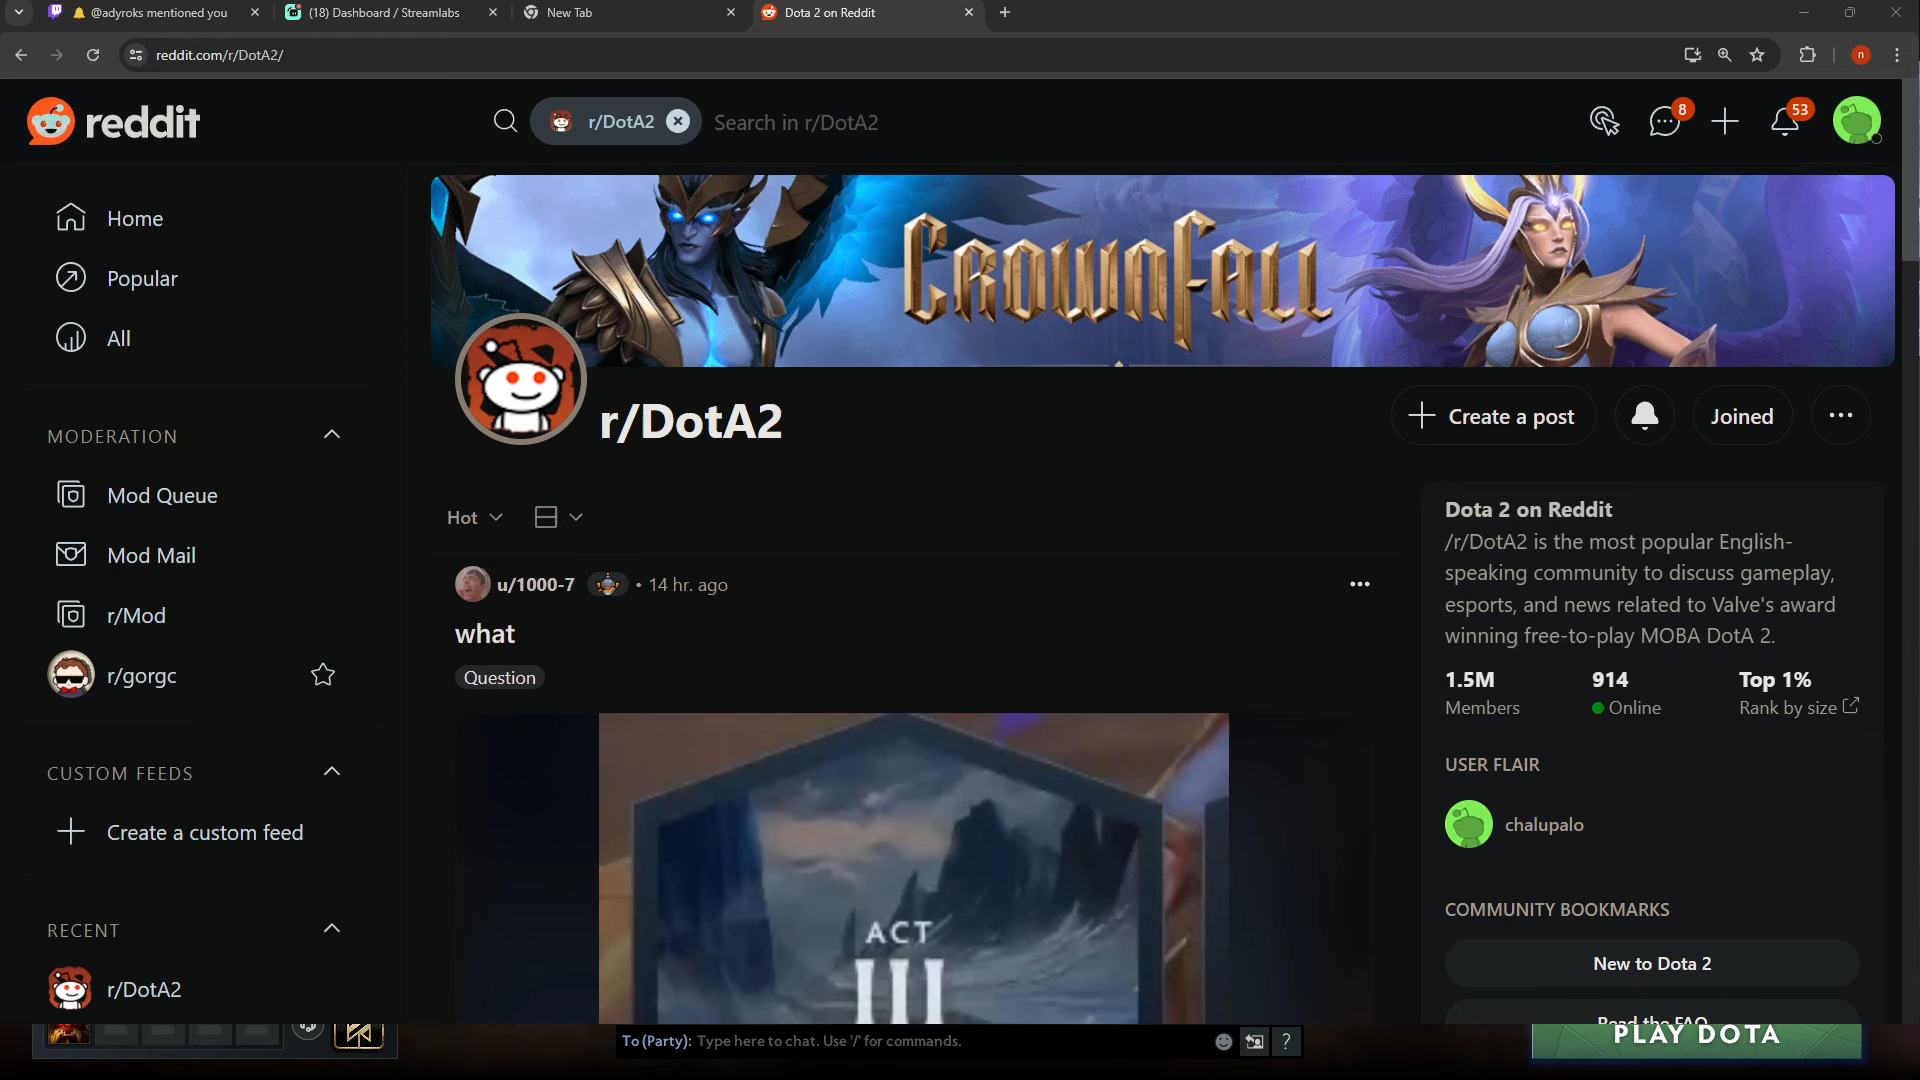 @adyroks mentioned you
(18) Dashboard / Streamlabs
New Tab
Dota 2 on Reddit
reddit.com/r/DotA2/
n
reddit
r/DotA2
Search in r/DotA2
8
53
Home
Popular
All
CROWNFALL
r/DotA2
Create a post
Joined
MODERATION
Mod Queue
Mod Mail
r/Mod
r/gorgc
CUSTOM FEEDS
Create a custom feed
RECENT
r/DotA2
Hot
u/1000-7 • 14 hr. ago
what
Question
ACT
III
Dota 2 on Reddit
/r/DotA2 is the most popular English-
speaking community to discuss gameplay,
esports, and news related to Valve's award
winning free-to-play MOBA DotA 2.
1.5M
Members
914
Online
Top 1%
Rank by size
USER FLAIR
chalupalo
COMMUNITY BOOKMARKS
New to Dota 2
Read the FAQ
To (Party): Type here to chat. Use '/' for commands.
?
PLAY DOTA